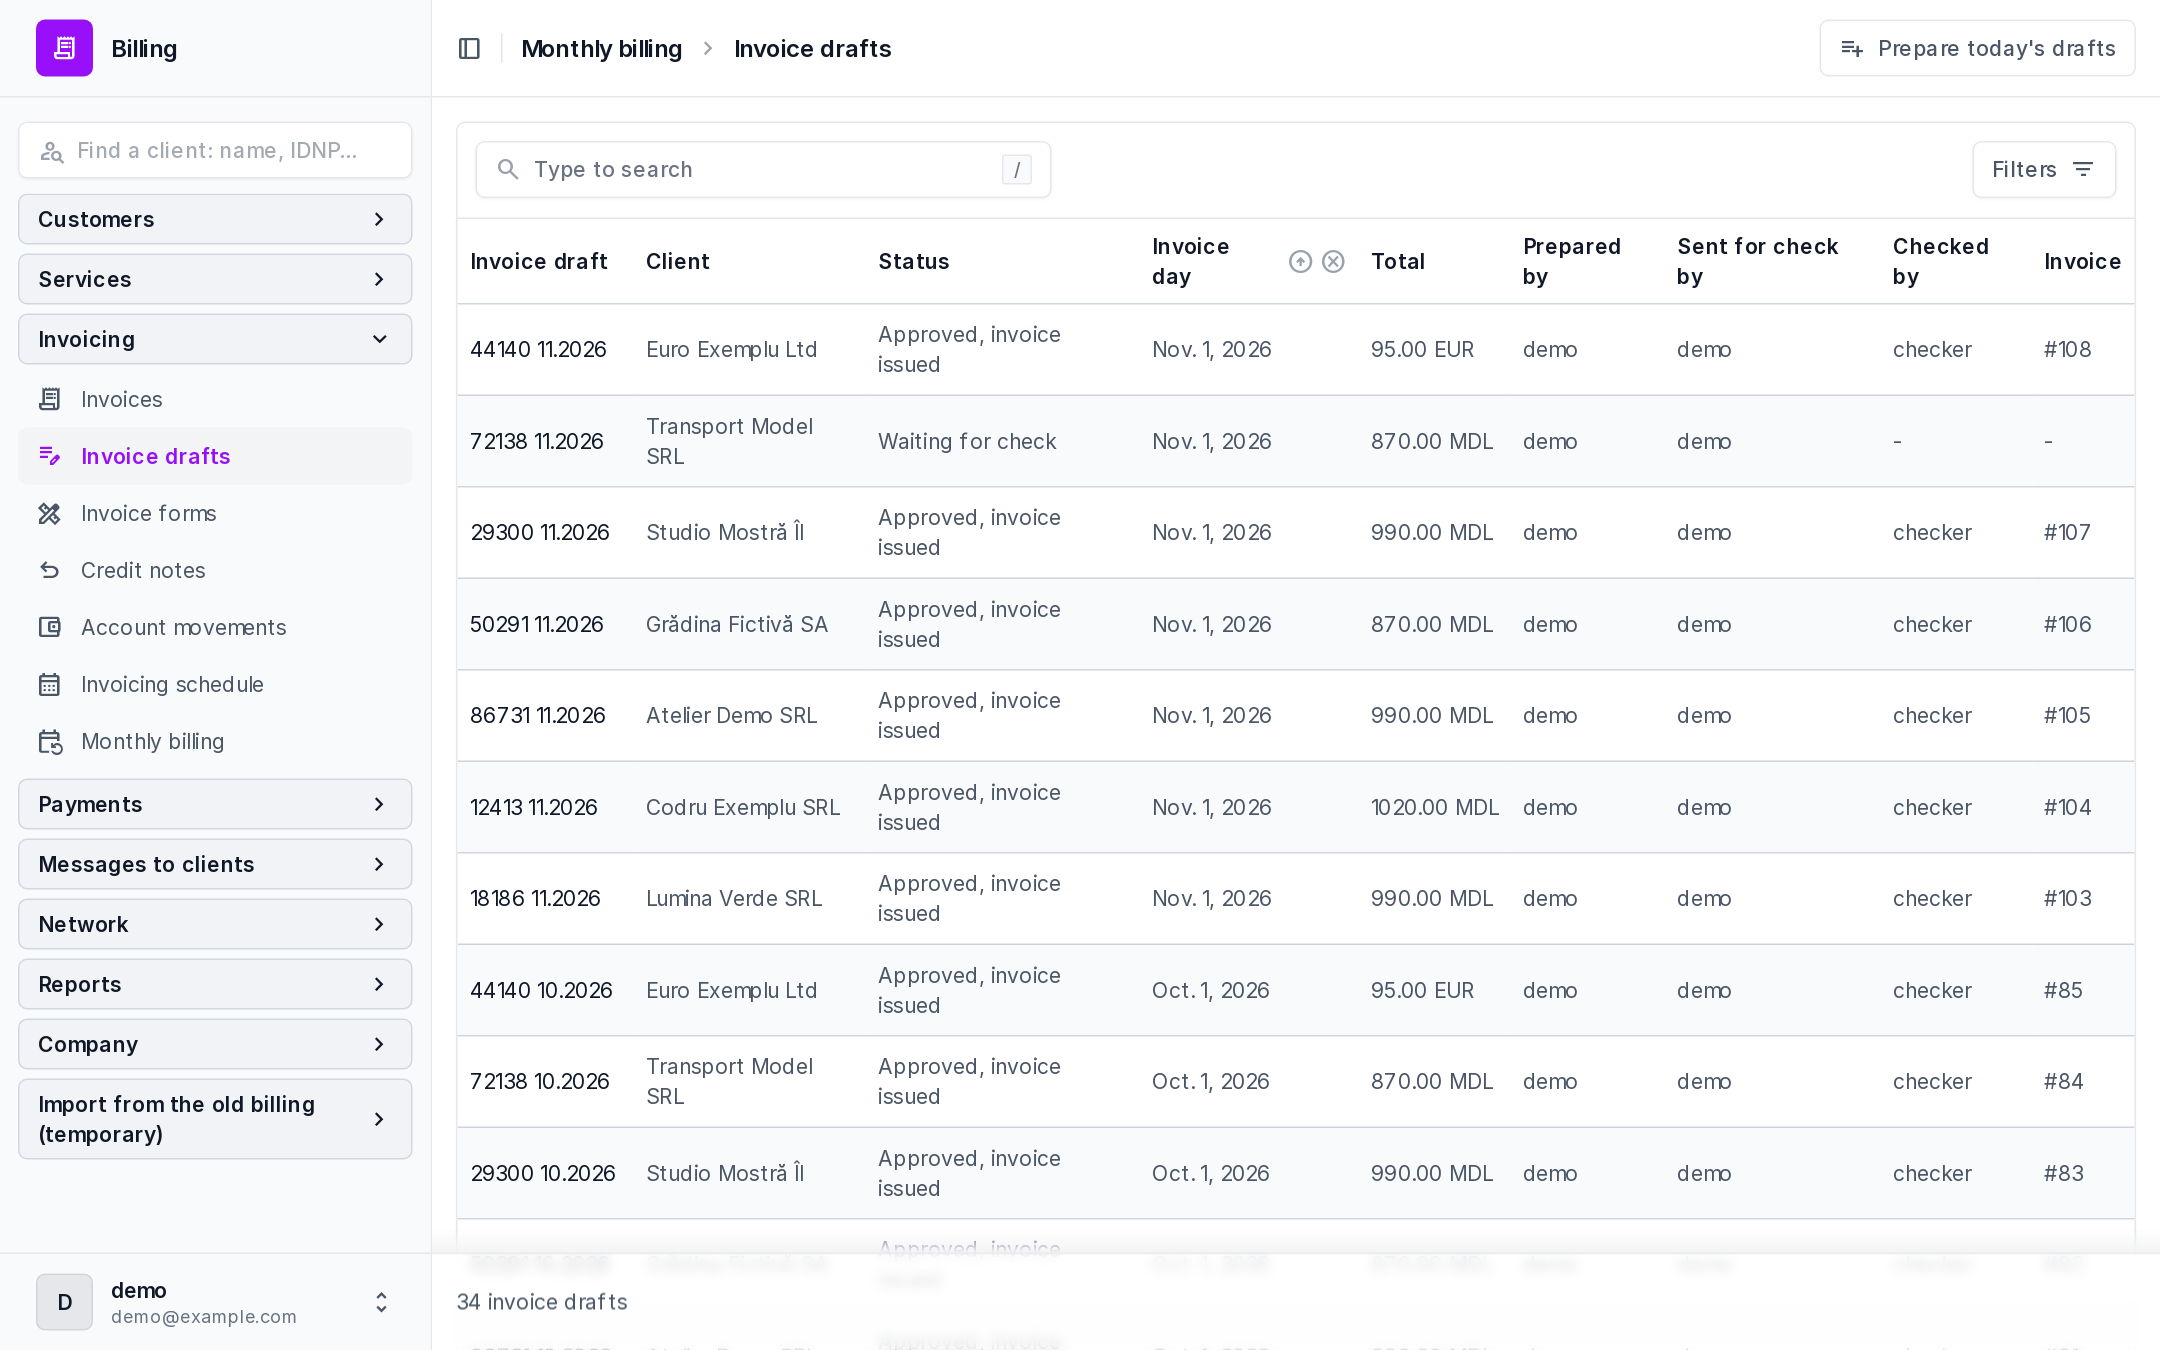 Billing
Monthly billing
Invoice drafts
Prepare today's drafts
Find a client: name, IDNP...
Customers
Services
Invoicing
Invoices
Invoice drafts
Invoice forms
Credit notes
Account movements
Invoicing schedule
Monthly billing
Payments
Messages to clients
Network
Reports
Company
Import from the old billing
(temporary)
demo
demo@example.com
D
Type to search
/
Filters
Invoice draft Client Status Invoice day Total Prepared by Sent for check by Checked by Invoice
44140 11.2026 Euro Exemplu Ltd Approved, invoice issued Nov. 1, 2026 95.00 EUR demo demo checker #108
72138 11.2026 Transport Model SRL Waiting for check Nov. 1, 2026 870.00 MDL demo demo - -
29300 11.2026 Studio Mostră ÎI Approved, invoice issued Nov. 1, 2026 990.00 MDL demo demo checker #107
50291 11.2026 Grădina Fictivă SA Approved, invoice issued Nov. 1, 2026 870.00 MDL demo demo checker #106
86731 11.2026 Atelier Demo SRL Approved, invoice issued Nov. 1, 2026 990.00 MDL demo demo checker #105
12413 11.2026 Codru Exemplu SRL Approved, invoice issued Nov. 1, 2026 1020.00 MDL demo demo checker #104
18186 11.2026 Lumina Verde SRL Approved, invoice issued Nov. 1, 2026 990.00 MDL demo demo checker #103
44140 10.2026 Euro Exemplu Ltd Approved, invoice issued Oct. 1, 2026 95.00 EUR demo demo checker #85
72138 10.2026 Transport Model SRL Approved, invoice issued Oct. 1, 2026 870.00 MDL demo demo checker #84
29300 10.2026 Studio Mostră ÎI Approved, invoice issued Oct. 1, 2026 990.00 MDL demo demo checker #83
Approved, invoice
34 invoice drafts